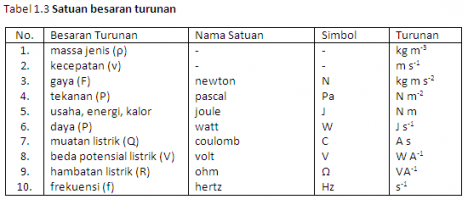 Tabel 1.3 Satuan besaran turunan
No. Besaran Turunan Nama Satuan Simbol Turunan
1. massa jenis (ρ) - - kg m⁻³
2. kecepatan (v) - - m s⁻¹
3. gaya (F) newton N kg m s⁻²
4. tekanan (P) pascal Pa N m⁻²
5. usaha, energi, kalor joule J N m
6. daya (P) watt W J s⁻¹
7. muatan listrik (Q) coulomb C A s
8. beda potensial listrik (V) volt V W A⁻¹
9. hambatan listrik (R) ohm Ω VA⁻¹
10. frekuensi (f) hertz Hz s⁻¹